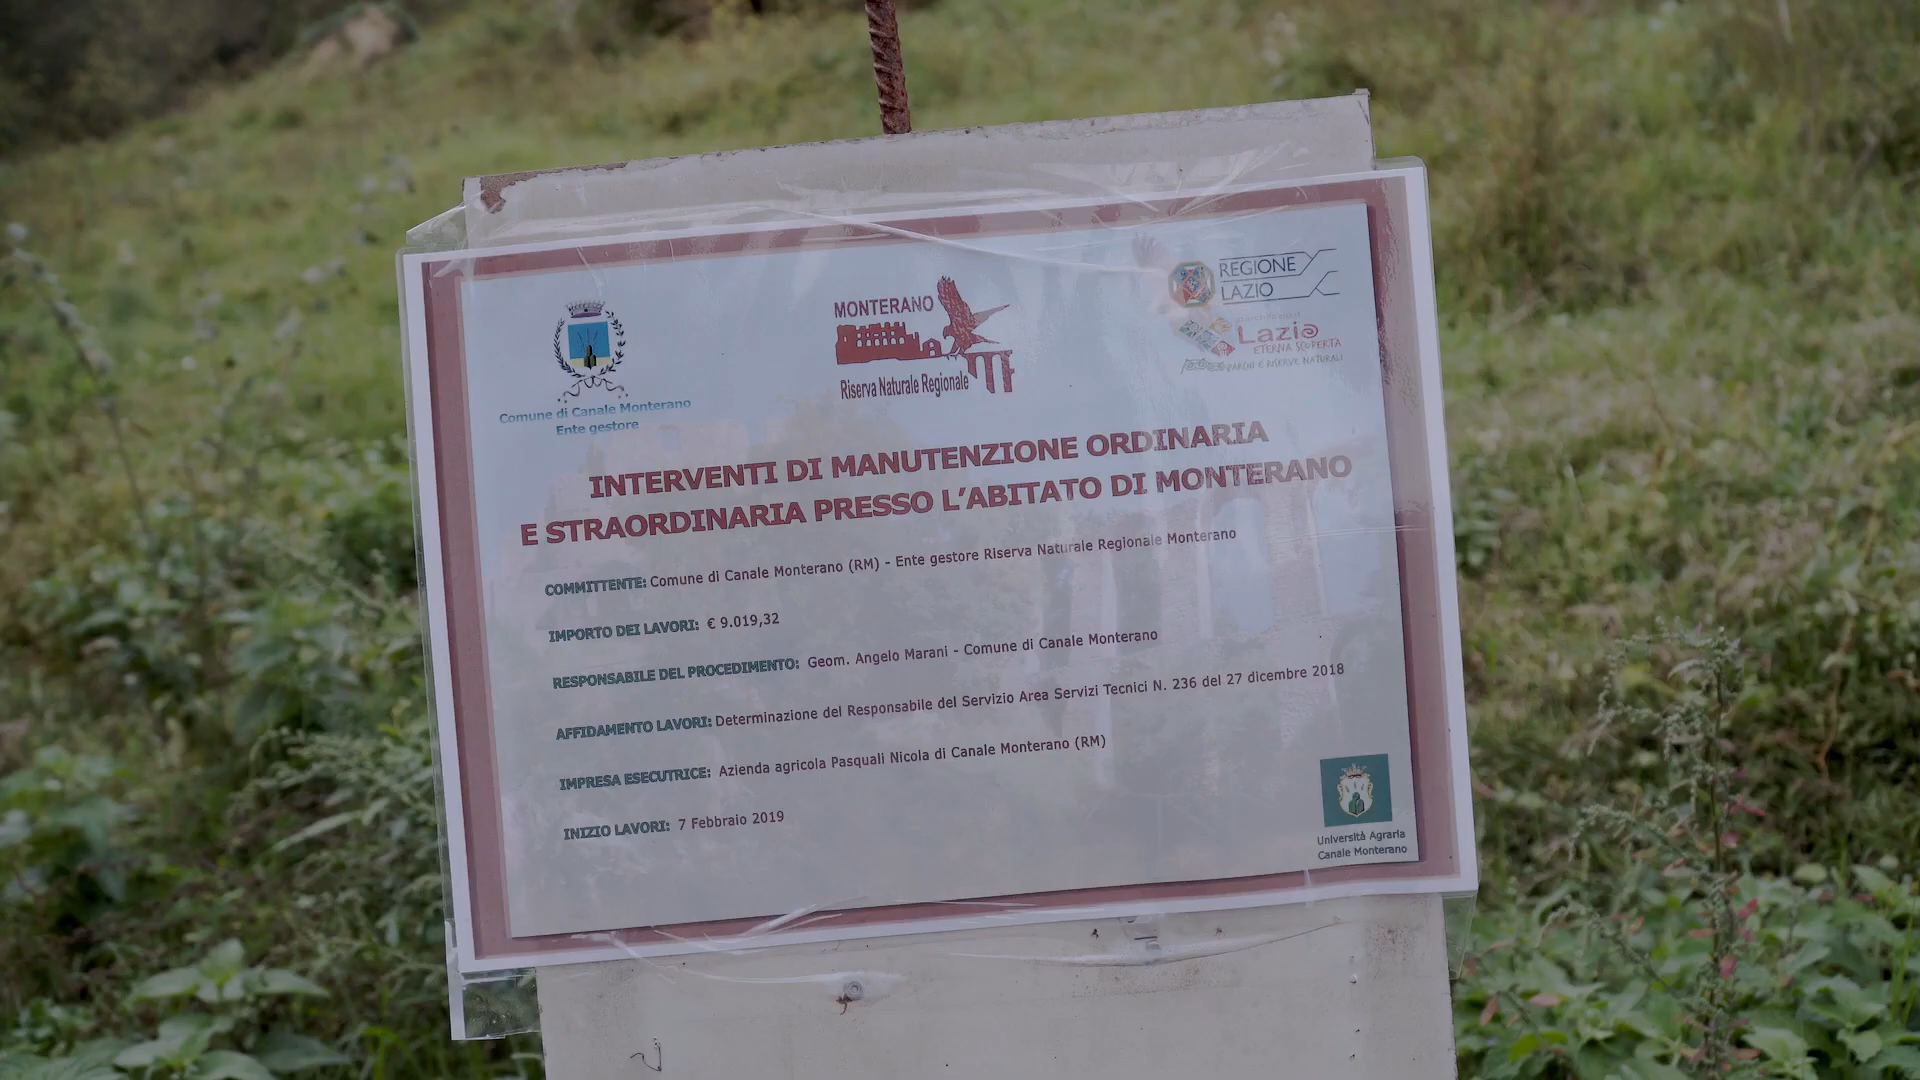 Comune di Canale Monterano
Ente gestore
MONTERANO
Riserva Naturale Regionale
REGIONE
LAZIO
Lazio
ETERNA SCOPERTA
PARCHI E RISERVE NATURALI
INTERVENTI DI MANUTENZIONE ORDINARIA
E STRAORDINARIA PRESSO L'ABITATO DI MONTERANO
COMMITTENTE: Comune di Canale Monterano (RM) - Ente gestore Riserva Naturale Regionale Monterano
IMPORTO DEI LAVORI: € 9.019,32
RESPONSABILE DEL PROCEDIMENTO: Geom. Angelo Marani - Comune di Canale Monterano
AFFIDAMENTO LAVORI: Determinazione del Responsabile del Servizio Area Servizi Tecnici N. 236 del 27 dicembre 2018
IMPRESA ESECUTRICE: Azienda agricola Pasquali Nicola di Canale Monterano (RM)
INIZIO LAVORI: 7 Febbraio 2019
Università Agraria
Canale Monterano